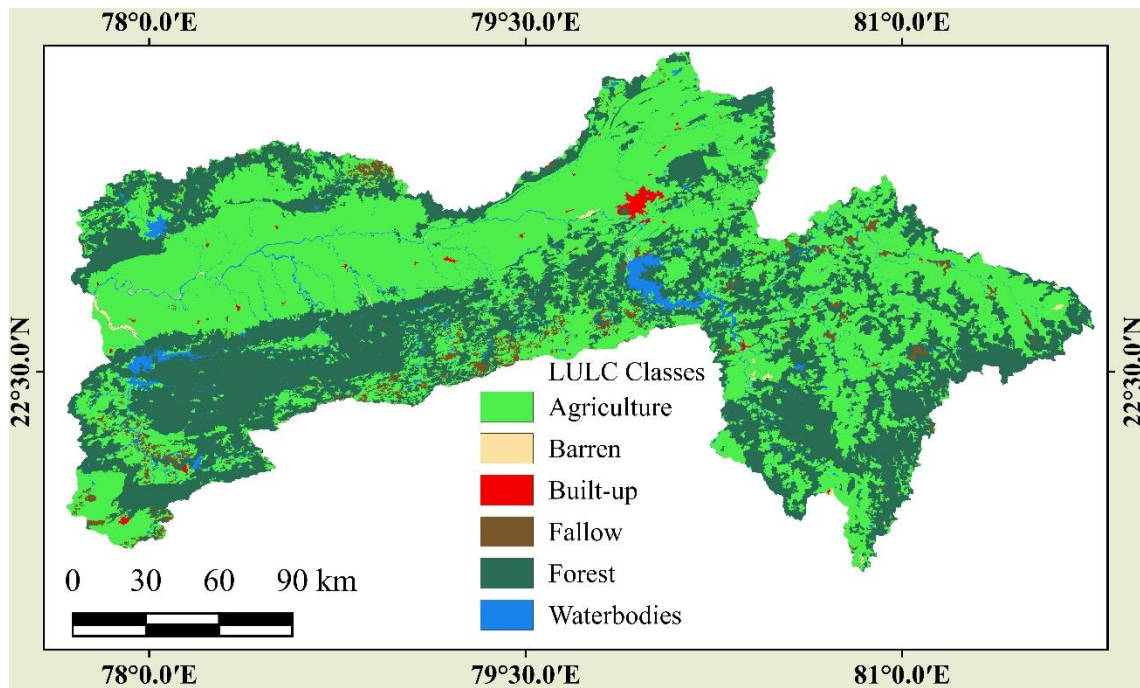 78°0.0′E 79°30.0′E 81°0.0′E
22°30.0′N
22°30.0′N
LULC Classes
Agriculture
Barren
Built-up
Fallow
Forest
Waterbodies
0 30 60 90 km
78°0.0′E 79°30.0′E 81°0.0′E